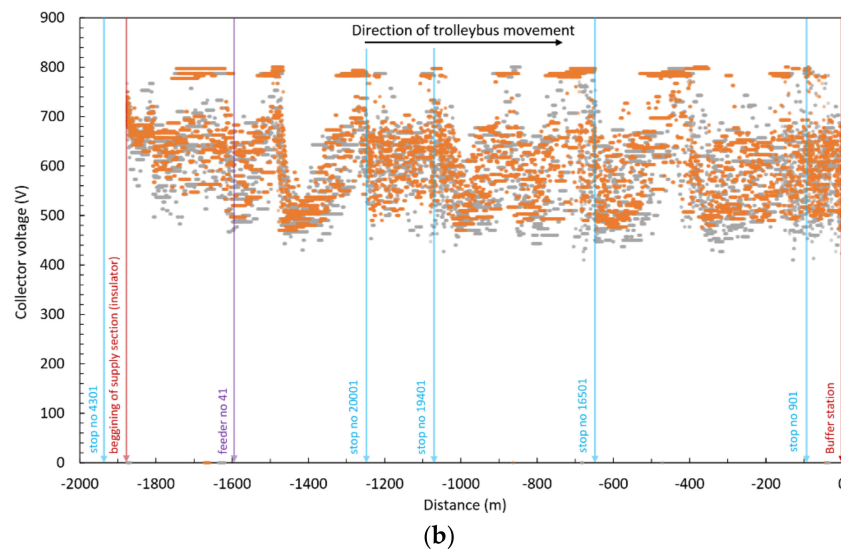 Direction of trolleybus movement
Collector voltage (V)
900
800
700
600
500
400
300
200
100
0
stop no 4301
beggining of supply section (insulator)
feeder no 41
stop no 20001
stop no 19401
stop no 16501
stop no 901
Buffer station
-2000 -1800 -1600 -1400 -1200 -1000 -800 -600 -400 -200 0
Distance (m)
(b)